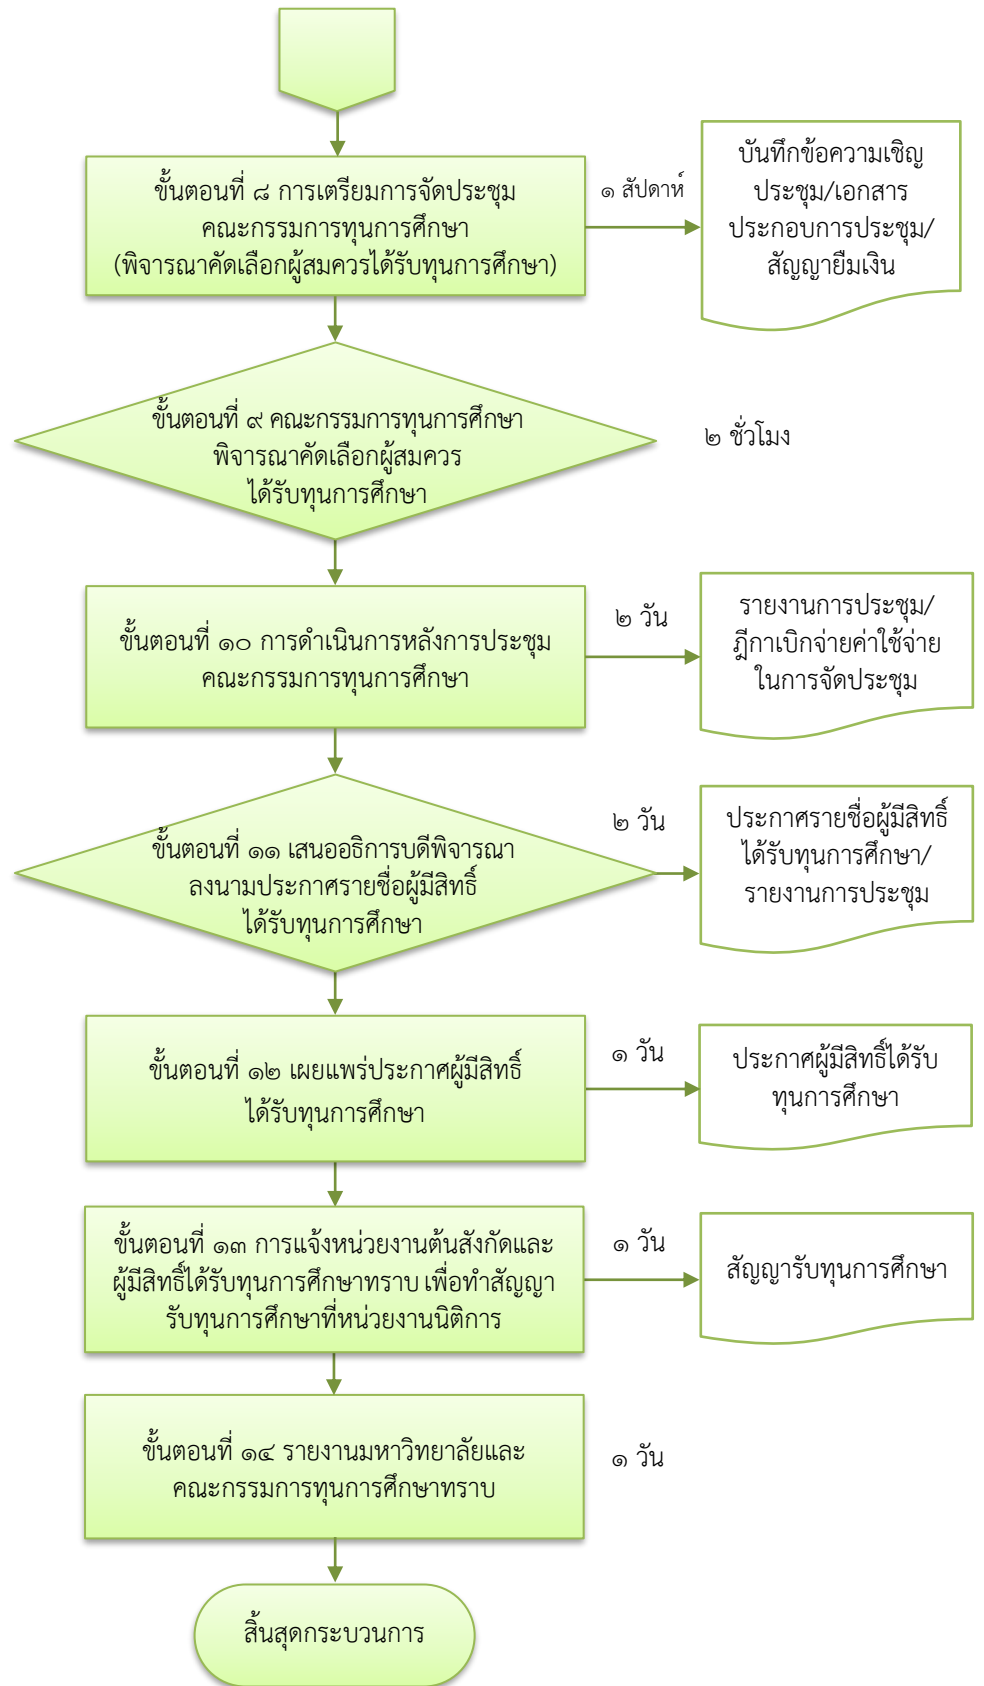 ขั้นตอนที่ ๘ การเตรียมการจัดประชุม
คณะกรรมการทุนการศึกษา
(พิจารณาคัดเลือกผู้สมควรได้รับทุนการศึกษา)
๑ สัปดาห์
บันทึกข้อความเชิญ
ประชุม/เอกสาร
ประกอบการประชุม/
สัญญายืมเงิน
ขั้นตอนที่ ๙ คณะกรรมการทุนการศึกษา
พิจารณาคัดเลือกผู้สมควร
ได้รับทุนการศึกษา
๒ ชั่วโมง
ขั้นตอนที่ ๑๐ การดำเนินการหลังการประชุม
คณะกรรมการทุนการศึกษา
๒ วัน
รายงานการประชุม/
ฎีกาเบิกจ่ายค่าใช้จ่าย
ในการจัดประชุม
ขั้นตอนที่ ๑๑ เสนออธิการบดีพิจารณา
ลงนามประกาศรายชื่อผู้มีสิทธิ์
ได้รับทุนการศึกษา
๒ วัน
ประกาศรายชื่อผู้มีสิทธิ์
ได้รับทุนการศึกษา/
รายงานการประชุม
ขั้นตอนที่ ๑๒ เผยแพร่ประกาศผู้มีสิทธิ์
ได้รับทุนการศึกษา
๑ วัน
ประกาศผู้มีสิทธิ์ได้รับ
ทุนการศึกษา
ขั้นตอนที่ ๑๓ การแจ้งหน่วยงานต้นสังกัดและ
ผู้มีสิทธิ์ได้รับทุนการศึกษาทราบ เพื่อทำสัญญา
รับทุนการศึกษาที่หน่วยงานนิติการ
๑ วัน
สัญญารับทุนการศึกษา
ขั้นตอนที่ ๑๔ รายงานมหาวิทยาลัยและ
คณะกรรมการทุนการศึกษาทราบ
๑ วัน
สิ้นสุดกระบวนการ